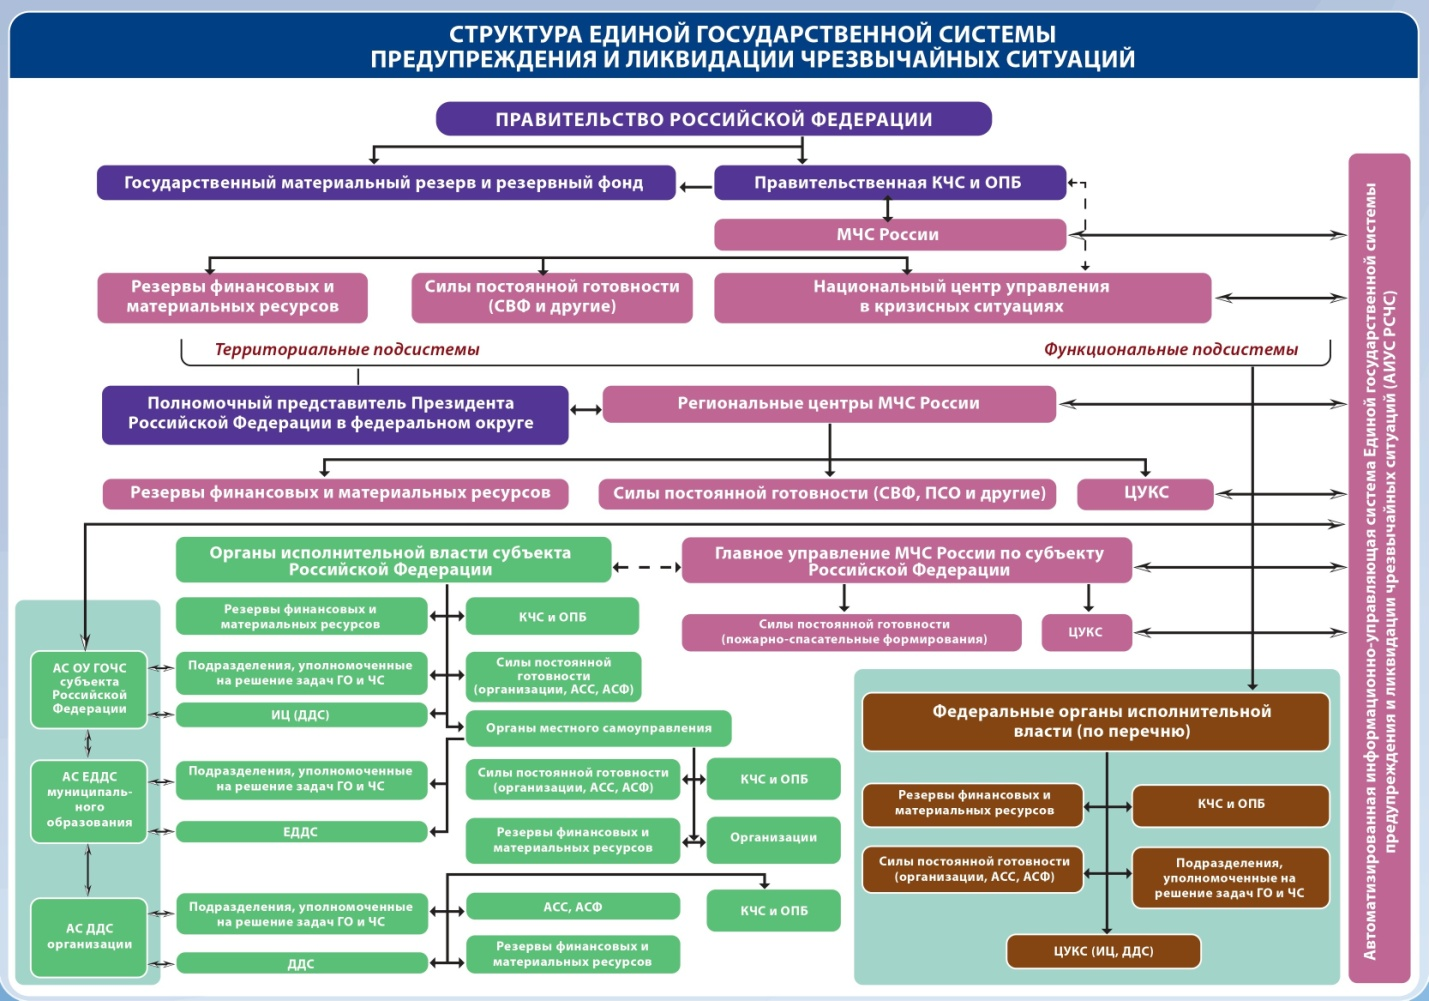 СТРУКТУРА ЕДИНОЙ ГОСУДАРСТВЕННОЙ СИСТЕМЫ
ПРЕДУПРЕЖДЕНИЯ И ЛИКВИДАЦИИ ЧРЕЗВЫЧАЙНЫХ СИТУАЦИЙ
ПРАВИТЕЛЬСТВО РОССИЙСКОЙ ФЕДЕРАЦИИ
Государственный материальный резерв и резервный фонд
Правительственная КЧС и ОПБ
МЧС России
Резервы финансовых и
материальных ресурсов
Силы постоянной готовности
(СВФ и другие)
Национальный центр управления
в кризисных ситуациях
Территориальные подсистемы
Функциональные подсистемы
Полномочный представитель Президента
Российской Федерации в федеральном округе
Региональные центры МЧС России
Резервы финансовых и материальных ресурсов
Силы постоянной готовности (СВФ, ПСО и другие)
ЦУКС
Органы исполнительной власти субъекта
Российской Федерации
Главное управление МЧС России по субъекту
Российской Федерации
Резервы финансовых и
материальных ресурсов
КЧС и ОПБ
Силы постоянной готовности
(пожарно-спасательные формирования)
ЦУКС
АС ОУ ГОЧС
субъекта
Российской
Федерации
Подразделения, уполномоченные
на решение задач ГО и ЧС
Силы постоянной
готовности
(организации, АСС, АСФ)
ИЦ (ДДС)
Органы местного самоуправления
АС ЕДДС
муниципаль-
ного
образования
Подразделения, уполномоченные
на решение задач ГО и ЧС
Силы постоянной готовности
(организации, АСС, АСФ)
КЧС и ОПБ
ЕДДС
Резервы финансовых и
материальных ресурсов
Организации
АС ДДС
организации
Подразделения, уполномоченные
на решение задач ГО и ЧС
АСС, АСФ
КЧС и ОПБ
ДДС
Резервы финансовых и
материальных ресурсов
Федеральные органы исполнительной
власти (по перечню)
Резервы финансовых и
материальных ресурсов
КЧС и ОПБ
Силы постоянной готовности
(организации, АСС, АСФ)
Подразделения,
уполномоченные на
решение задач ГО и ЧС
ЦУКС (ИЦ, ДДС)
Автоматизированная информационно-управляющая система Единой государственной системы
предупреждения и ликвидации чрезвычайных ситуаций (АИУС РСЧС)